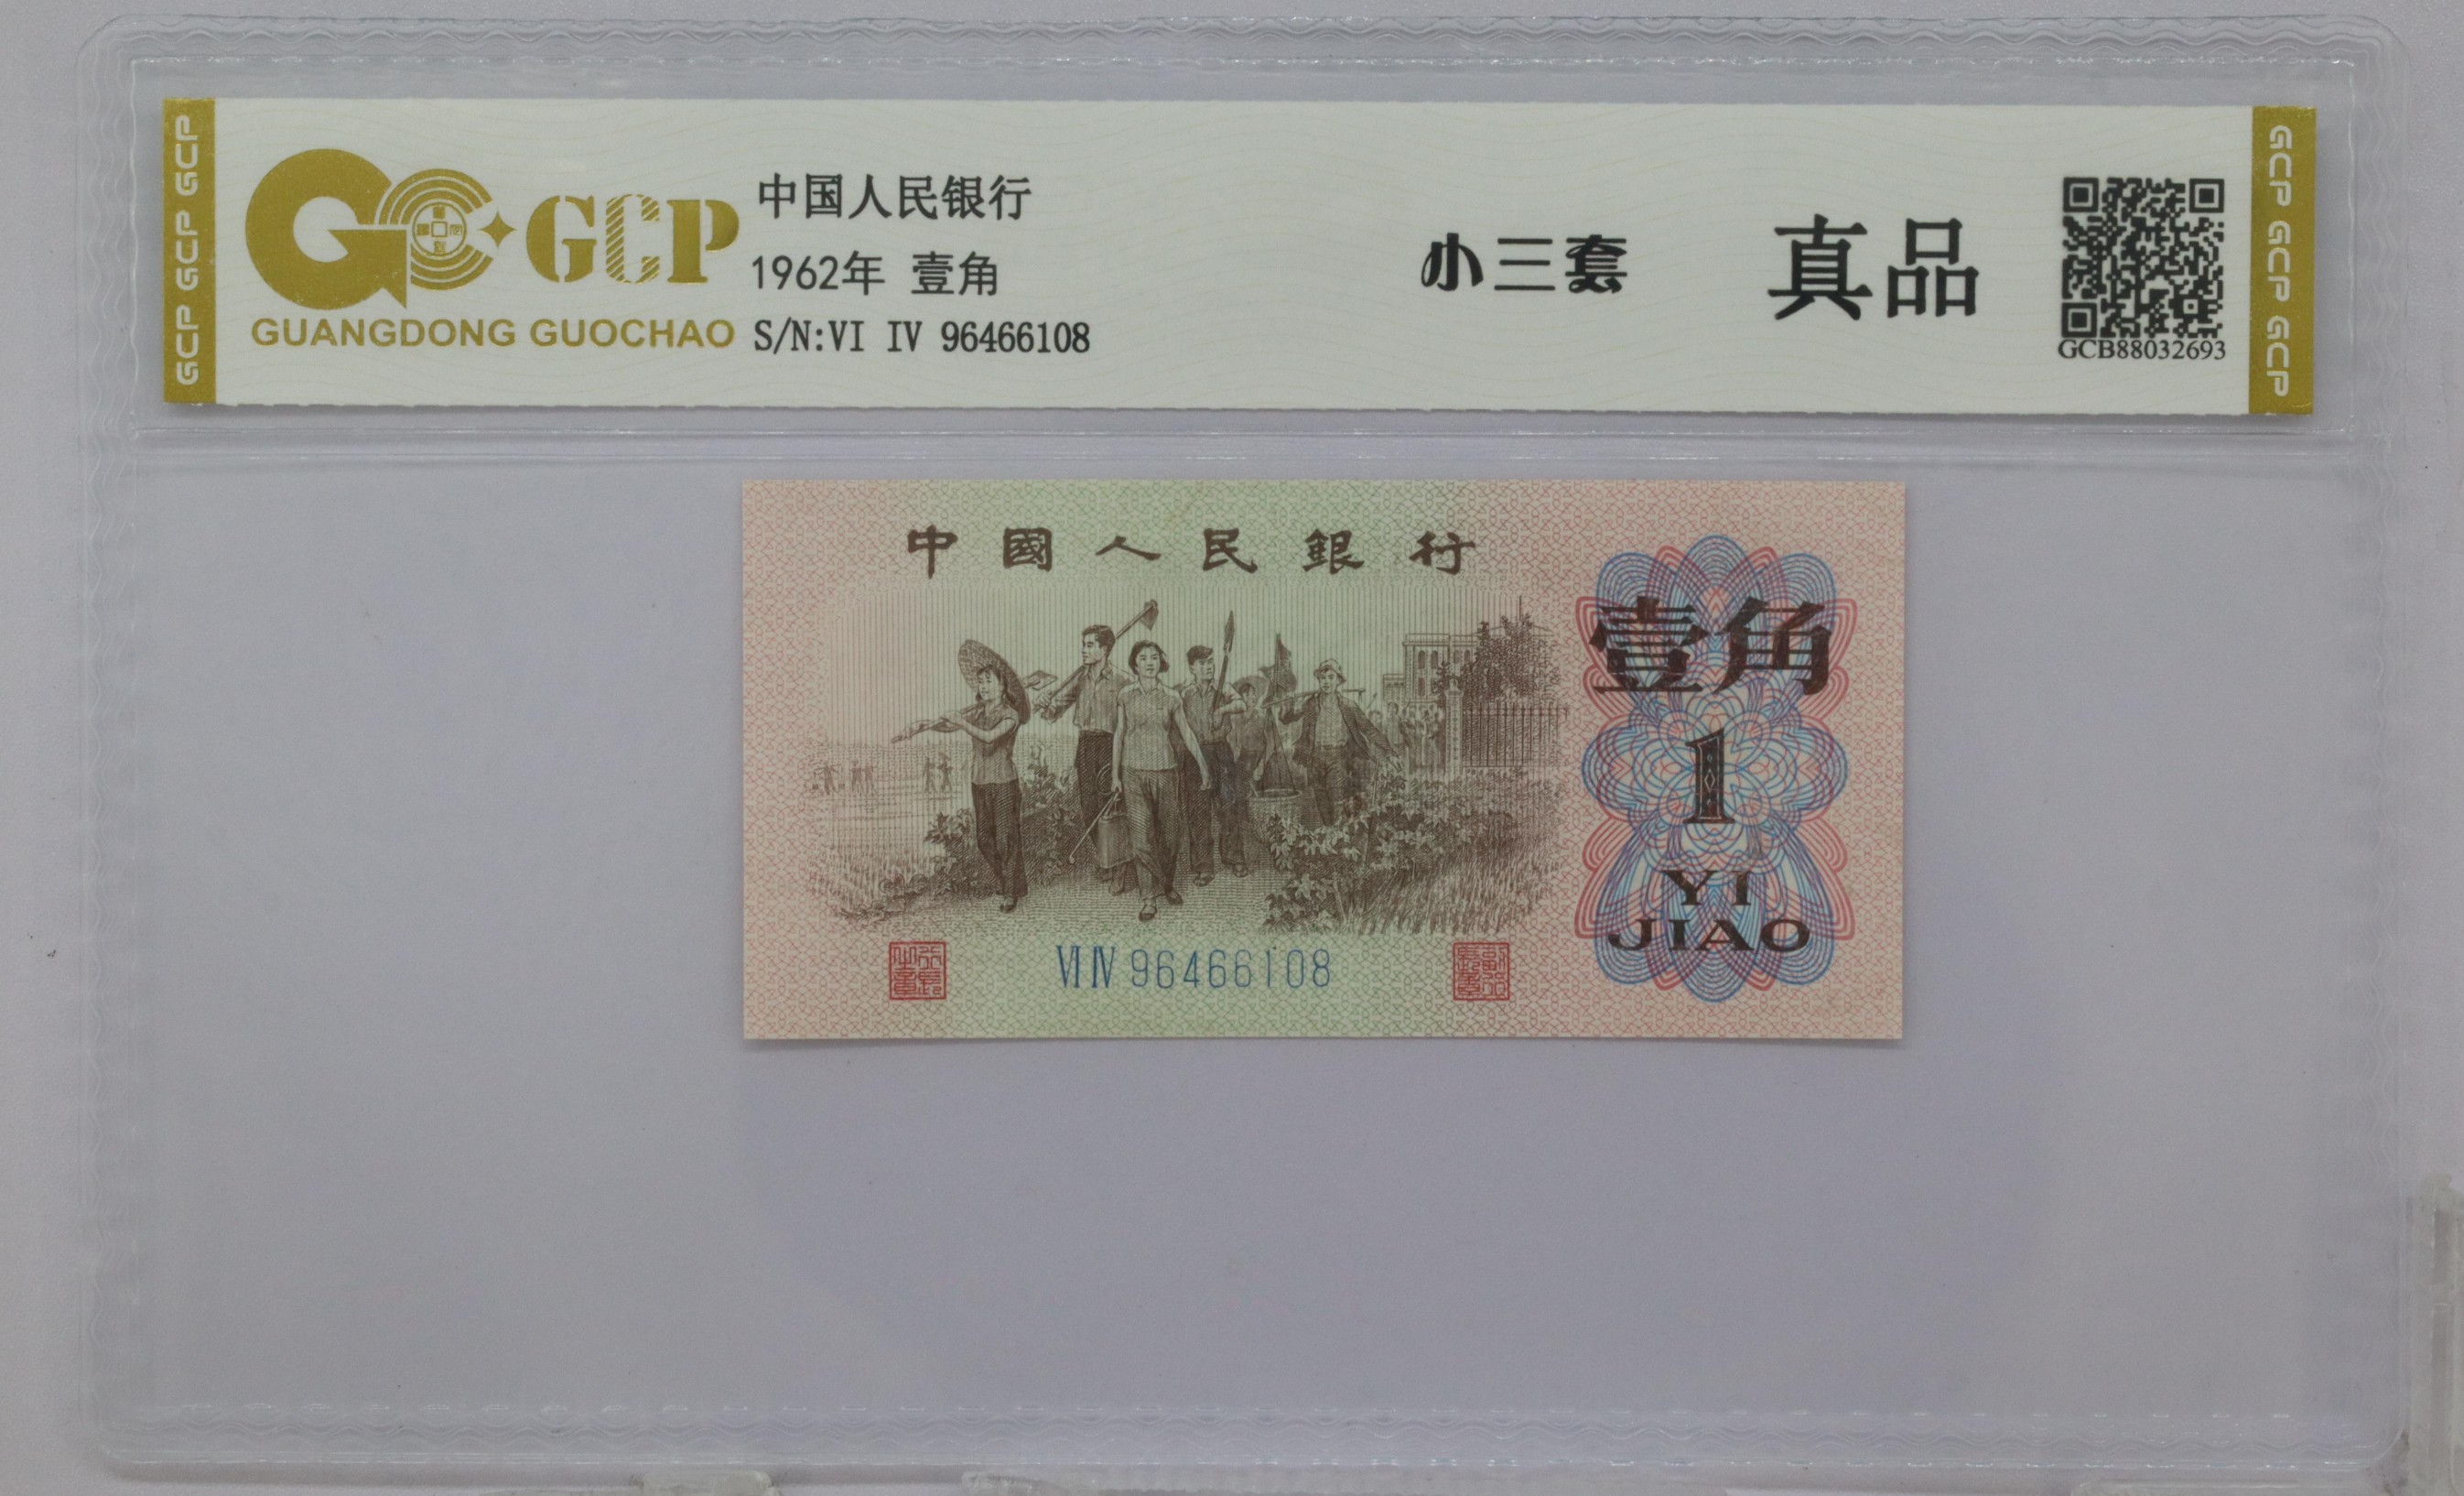 GCP GCP GCP
GCP
GUANGDONG GUOCHAO
中国人民银行
1962年 壹角
S/N:VI IV 96466108
小三套
真品
GCB88032693
GCP GCP GCP
中國人民銀行
壹角
1
YI
JIAO
VI IV 96466108